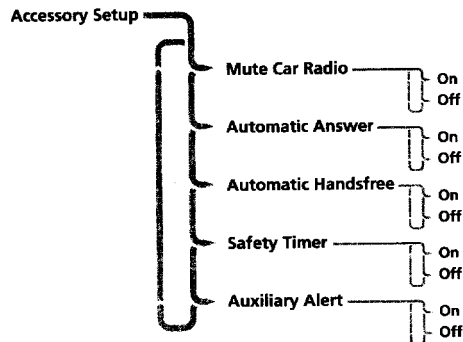 Accessory Setup
Mute Car Radio
On
Off
Automatic Answer
On
Off
Automatic Handsfree
On
Off
Safety Timer
On
Off
Auxiliary Alert
On
Off